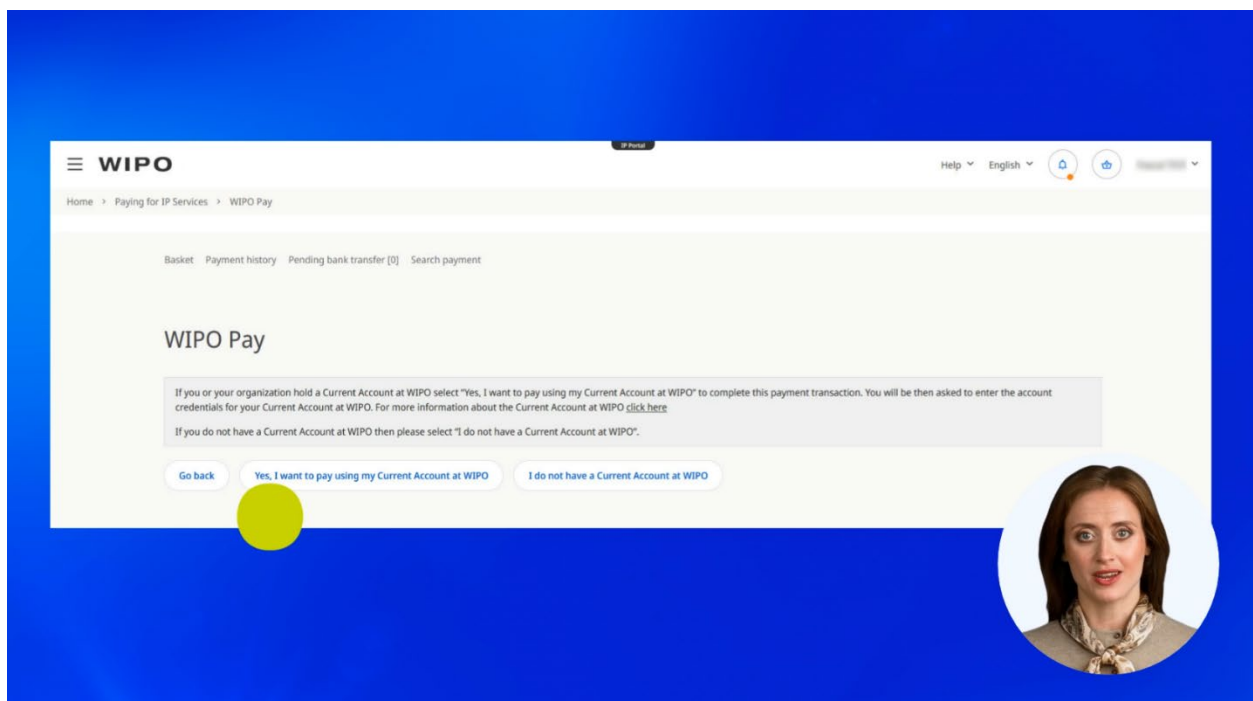 IP Portal
WIPO
Help English
Home > Paying for IP Services > WIPO Pay
Basket Payment history Pending bank transfer [0] Search payment
WIPO Pay
If you or your organization hold a Current Account at WIPO select "Yes, I want to pay using my Current Account at WIPO" to complete this payment transaction. You will be then asked to enter the account
credentials for your Current Account at WIPO. For more information about the Current Account at WIPO click here
If you do not have a Current Account at WIPO then please select "I do not have a Current Account at WIPO".
Go back Yes, I want to pay using my Current Account at WIPO I do not have a Current Account at WIPO